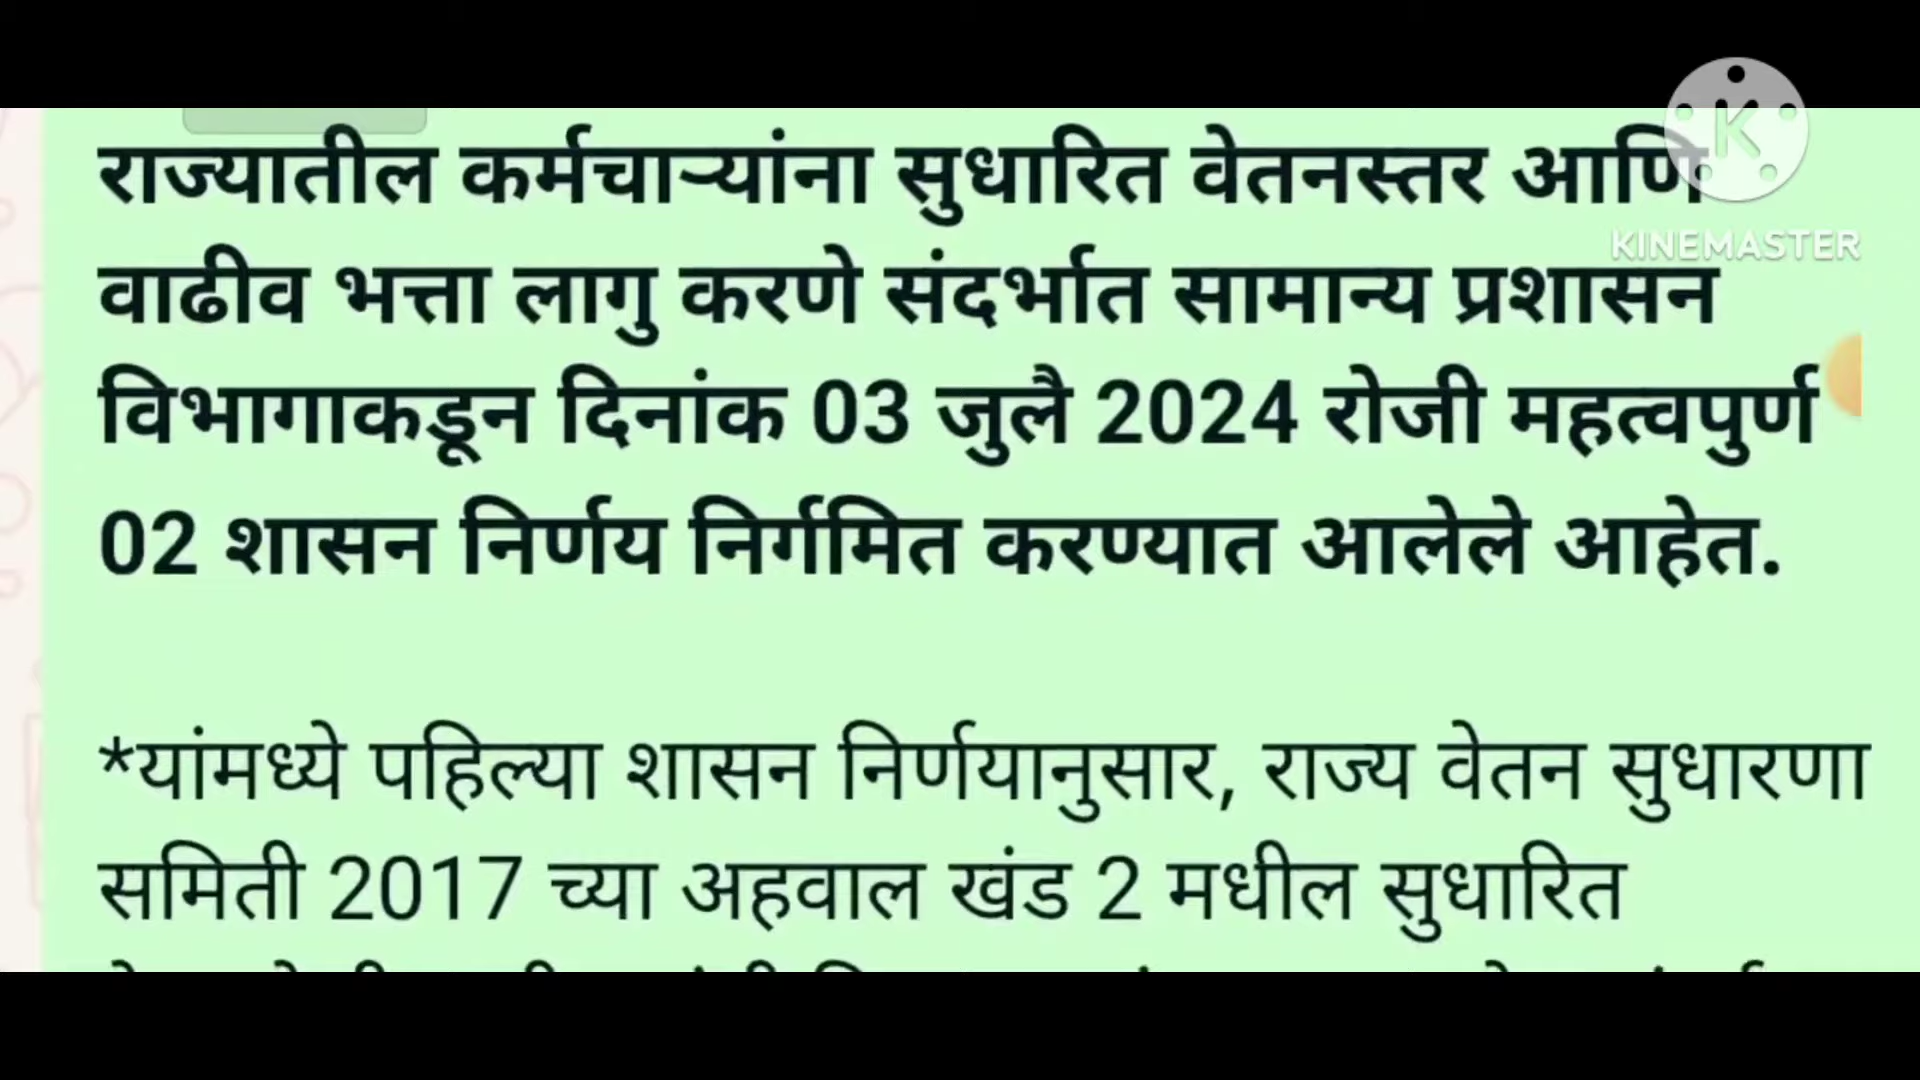 राज्यातील कर्मचाऱ्यांना सुधारित वेतनस्तर आणि
वाढीव भत्ता लागु करणे संदर्भात सामान्य प्रशासन
विभागाकडून दिनांक 03 जुलै 2024 रोजी महत्वपुर्ण
02 शासन निर्णय निर्गमित करण्यात आलेले आहेत.
*यांमध्ये पहिल्या शासन निर्णयानुसार, राज्य वेतन सुधारणा
समिती 2017 च्या अहवाल खंड 2 मधील सुधारित
K
KINEMASTER